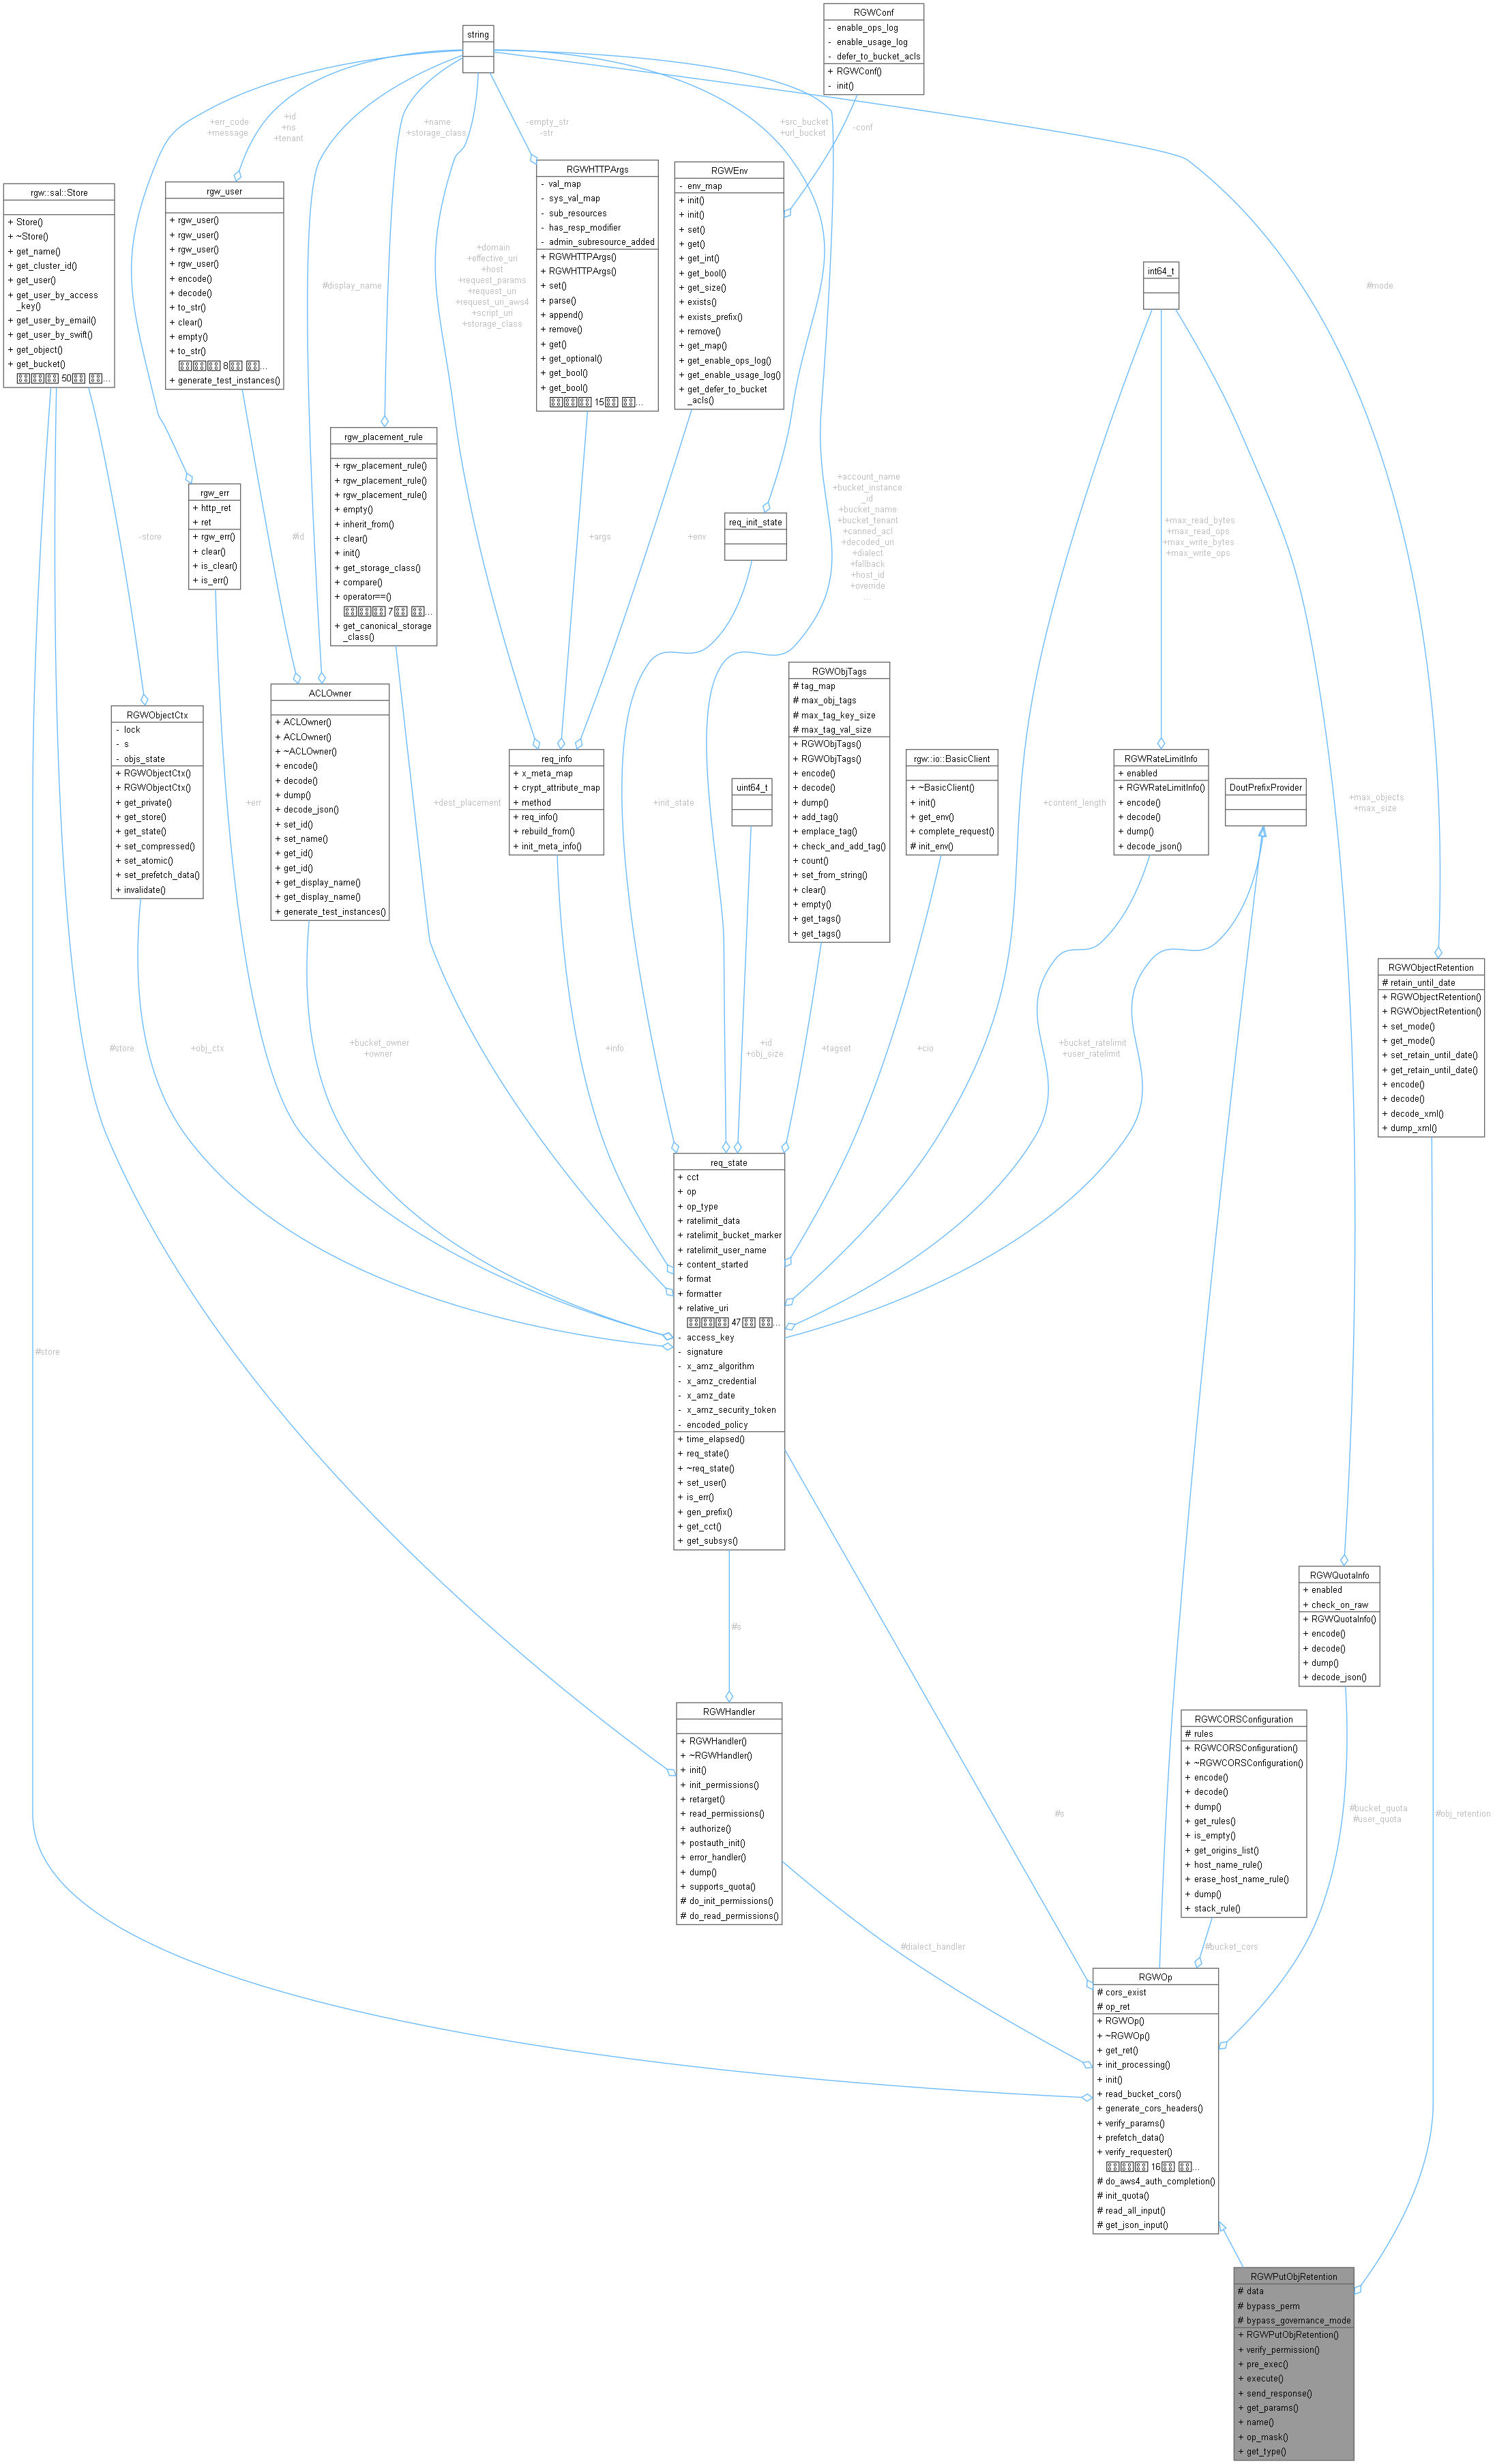 RGWConf
- enable_ops_log
- enable_usage_log
- defer_to_bucket_acls
+ RGWConf()
- init()
string
+err_code
+message
+id
+ns
+tenant
+name
+storage_class
-empty_str
-str
+src_bucket
+url_bucket
-conf
rgw::sal::Store
+ Store()
+ ~Store()
+ get_name()
+ get_cluster_id()
+ get_user()
+ get_user_by_access
_key()
+ get_user_by_email()
+ get_user_by_swift()
+ get_object()
+ get_bucket()
50
...
rgw_user
+ rgw_user()
+ rgw_user()
+ rgw_user()
+ rgw_user()
+ encode()
+ decode()
+ to_str()
+ clear()
+ empty()
+ to_str()
8
...
+ generate_test_instances()
RGWHTTPArgs
- val_map
- sys_val_map
- sub_resources
- has_resp_modifier
- admin_subresource_added
+ RGWHTTPArgs()
+ RGWHTTPArgs()
+ set()
+ parse()
+ append()
+ remove()
+ get()
+ get_optional()
+ get_bool()
+ get_bool()
15
...
RGWEnv
- env_map
+ init()
+ init()
+ set()
+ get()
+ get_int()
+ get_bool()
+ get_size()
+ exists()
+ exists_prefix()
+ remove()
+ get_map()
+ get_enable_ops_log()
+ get_enable_usage_log()
+ get_defer_to_bucket
_acls()
#display_name
+domain
+effective_uri
+host
+request_params
+request_uri
+request_uri_aws4
+script_uri
+storage_class
int64_t
#mode
rgw_placement_rule
+ rgw_placement_rule()
+ rgw_placement_rule()
+ rgw_placement_rule()
+ empty()
+ inherit_from()
+ clear()
+ init()
+ get_storage_class()
+ compare()
+ operator==()
7
...
+ get_canonical_storage
_class()
rgw_err
+ http_ret
+ ret
+ rgw_err()
+ clear()
+ is_clear()
+ is_err()
req_init_state
+account_name
+bucket_instance
_id
+bucket_name
+bucket_tenant
+canned_acl
+decoded_uri
+dialect
+fallback
+host_id
+override
...
+max_read_bytes
+max_read_ops
+max_write_bytes
+max_write_ops
-store
#id
+args
+env
RGWObjectCtx
- lock
- s
- objs_state
+ RGWObjectCtx()
+ RGWObjectCtx()
+ get_private()
+ get_store()
+ get_state()
+ set_compressed()
+ set_atomic()
+ set_prefetch_data()
+ invalidate()
ACLOwner
+ ACLOwner()
+ ACLOwner()
+ ~ACLOwner()
+ encode()
+ decode()
+ dump()
+ decode_json()
+ set_id()
+ set_name()
+ get_id()
+ get_id()
+ get_display_name()
+ get_display_name()
+ generate_test_instances()
req_info
+ x_meta_map
+ crypt_attribute_map
+ method
+ req_info()
+ rebuild_from()
+ init_meta_info()
uint64_t
RGWObjTags
# tag_map
# max_obj_tags
# max_tag_key_size
# max_tag_val_size
+ RGWObjTags()
+ RGWObjTags()
+ encode()
+ decode()
+ dump()
+ add_tag()
+ emplace_tag()
+ check_and_add_tag()
+ count()
+ set_from_string()
+ clear()
+ empty()
+ get_tags()
+ get_tags()
rgw::io::BasicClient
+ ~BasicClient()
+ init()
+ get_env()
+ complete_request()
# init_env()
RGWRateLimitInfo
+ enabled
+ RGWRateLimitInfo()
+ encode()
+ decode()
+ dump()
+ decode_json()
DoutPrefixProvider
+err
+dest_placement
+init_state
+content_length
+max_objects
+max_size
RGWObjectRetention
# retain_until_date
+ RGWObjectRetention()
+ RGWObjectRetention()
+ set_mode()
+ get_mode()
+ set_retain_until_date()
+ get_retain_until_date()
+ encode()
+ decode()
+ decode_xml()
+ dump_xml()
#store
+obj_ctx
+bucket_owner
+owner
+info
+id
+obj_size
+tagset
+cio
+bucket_ratelimit
+user_ratelimit
req_state
+ cct
+ op
+ op_type
+ ratelimit_data
+ ratelimit_bucket_marker
+ ratelimit_user_name
+ content_started
+ format
+ formatter
+ relative_uri
47
...
- access_key
- signature
- x_amz_algorithm
- x_amz_credential
- x_amz_date
- x_amz_security_token
- encoded_policy
+ time_elapsed()
+ req_state()
+ ~req_state()
+ set_user()
+ is_err()
+ gen_prefix()
+ get_cct()
+ get_subsys()
#store
#s
RGWQuotaInfo
+ enabled
+ check_on_raw
+ RGWQuotaInfo()
+ encode()
+ decode()
+ dump()
+ decode_json()
RGWHandler
+ RGWHandler()
+ ~RGWHandler()
+ init()
+ init_permissions()
+ retarget()
+ read_permissions()
+ authorize()
+ postauth_init()
+ error_handler()
+ dump()
+ supports_quota()
# do_init_permissions()
# do_read_permissions()
RGWCORSConfiguration
# rules
+ RGWCORSConfiguration()
+ ~RGWCORSConfiguration()
+ encode()
+ decode()
+ dump()
+ get_rules()
+ is_empty()
+ get_origins_list()
+ host_name_rule()
+ erase_host_name_rule()
+ dump()
+ stack_rule()
#s
#bucket_quota
#user_quota
#obj_retention
#dialect_handler
#bucket_cors
RGWOp
# cors_exist
# op_ret
+ RGWOp()
+ ~RGWOp()
+ get_ret()
+ init_processing()
+ init()
+ read_bucket_cors()
+ generate_cors_headers()
+ verify_params()
+ prefetch_data()
+ verify_requester()
16
...
# do_aws4_auth_completion()
# init_quota()
# read_all_input()
# get_json_input()
RGWPutObjRetention
# data
# bypass_perm
# bypass_governance_mode
+ RGWPutObjRetention()
+ verify_permission()
+ pre_exec()
+ execute()
+ send_response()
+ get_params()
+ name()
+ op_mask()
+ get_type()